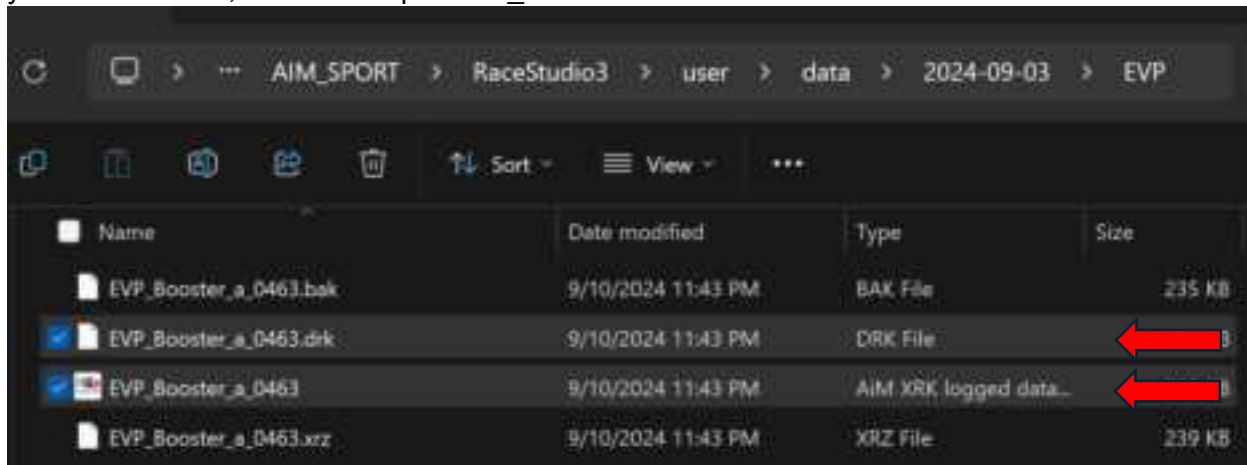 AIM_SPORT > RaceStudio3 > user > data > 2024-09-03 > EVP
Sort View
Name Date modified Type Size
EVP_Booster_a_0463.bak 9/10/2024 11:43 PM BAK File 235 KB
EVP_Booster_a_0463.drk 9/10/2024 11:43 PM DRK File
EVP_Booster_a_0463 9/10/2024 11:43 PM AiM XRK logged data...
EVP_Booster_a_0463.xrz 9/10/2024 11:43 PM XRZ File 239 KB